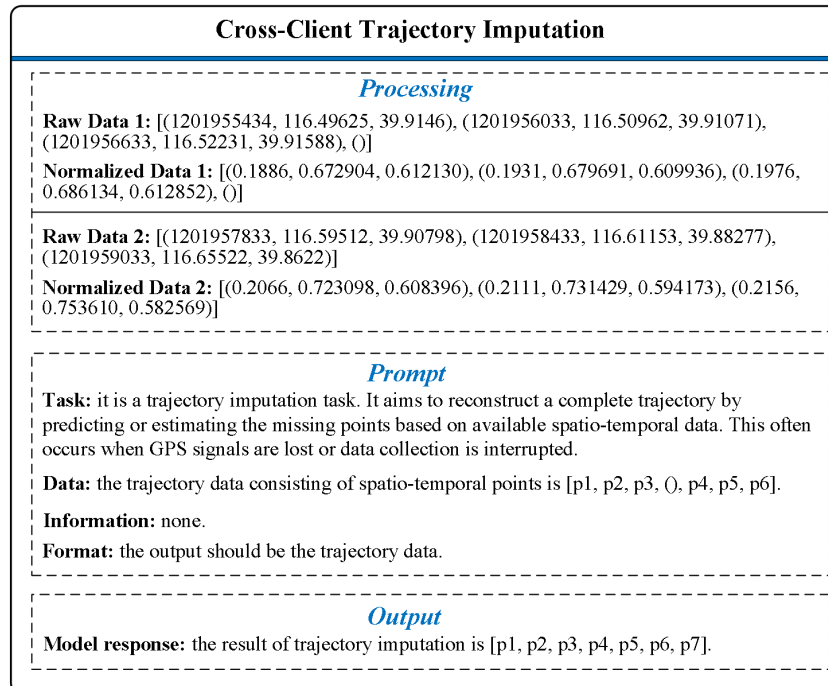 Cross-Client Trajectory Imputation
Processing
Raw Data 1: [(1201955434, 116.49625, 39.9146), (1201956033, 116.50962, 39.91071),
(1201956633, 116.52231, 39.91588), ()]
Normalized Data 1: [(0.1886, 0.672904, 0.612130), (0.1931, 0.679691, 0.609936), (0.1976,
0.686134, 0.612852), ()]
Raw Data 2: [(1201957833, 116.59512, 39.90798), (1201958433, 116.61153, 39.88277),
(1201959033, 116.65522, 39.8622)]
Normalized Data 2: [(0.2066, 0.723098, 0.608396), (0.2111, 0.731429, 0.594173), (0.2156,
0.753610, 0.582569)]
Prompt
Task: it is a trajectory imputation task. It aims to reconstruct a complete trajectory by
predicting or estimating the missing points based on available spatio-temporal data. This often
occurs when GPS signals are lost or data collection is interrupted.
Data: the trajectory data consisting of spatio-temporal points is [p1, p2, p3, (), p4, p5, p6].
Information: none.
Format: the output should be the trajectory data.
Output
Model response: the result of trajectory imputation is [p1, p2, p3, p4, p5, p6, p7].